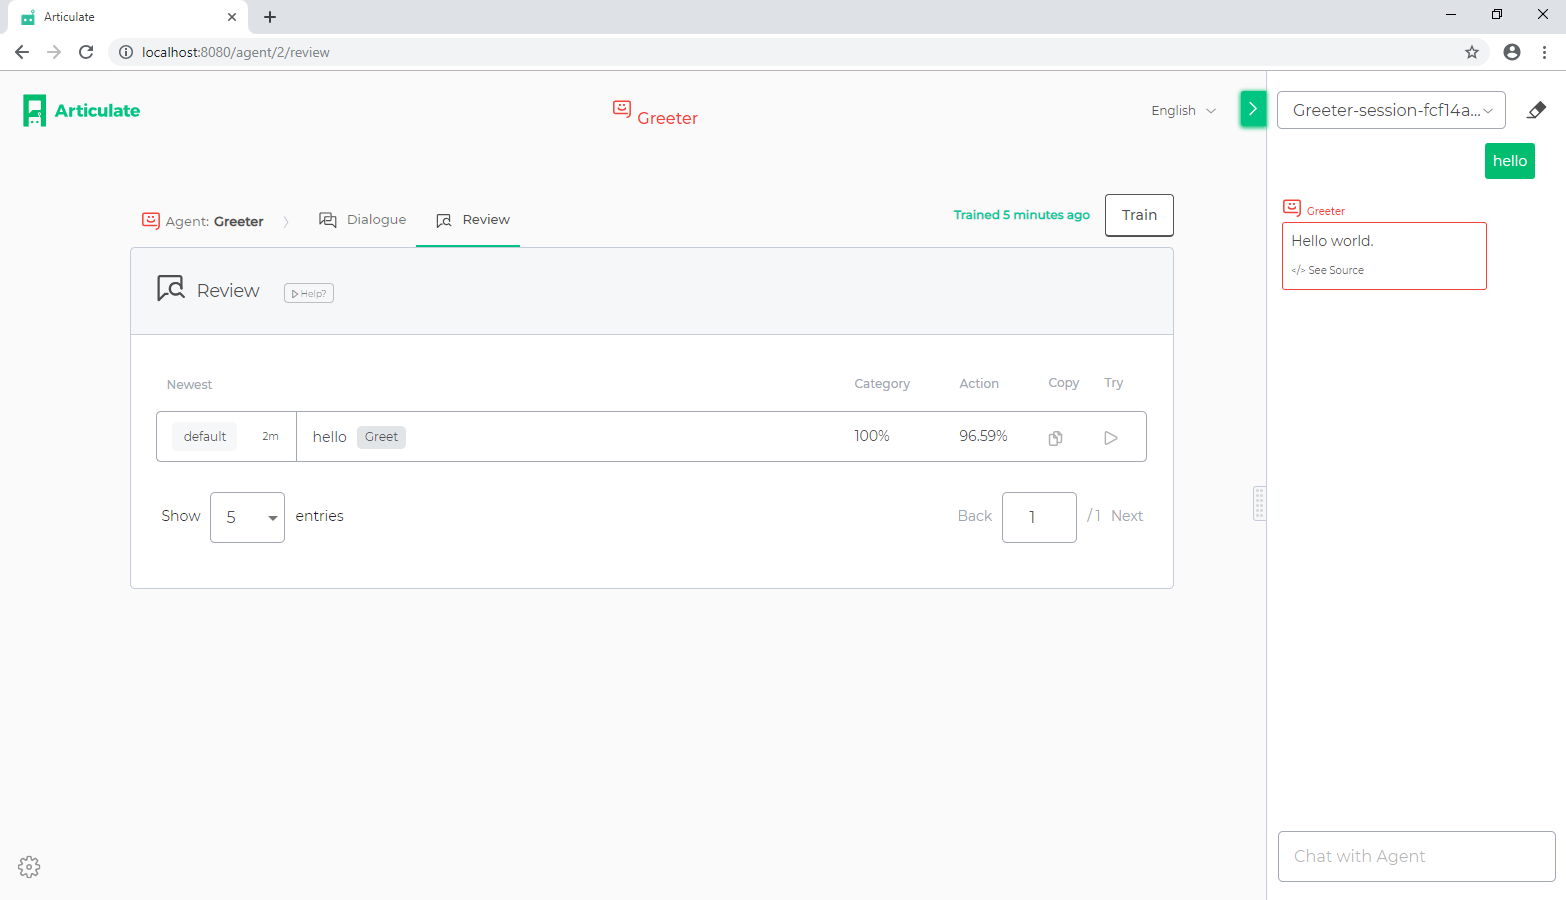 Articulate
localhost:8080/agent/2/review
Articulate
Greeter
English
Greeter-session-fcf14a...
hello
Agent: Greeter
Dialogue
Review
Trained 5 minutes ago
Train
Greeter
Hello world.
</> See Source
Review
Help?
Newest
Category
Action
Copy
Try
default
2m
hello
Greet
100%
96.59%
Show
5
entries
Back
1
/ 1
Next
Chat with Agent